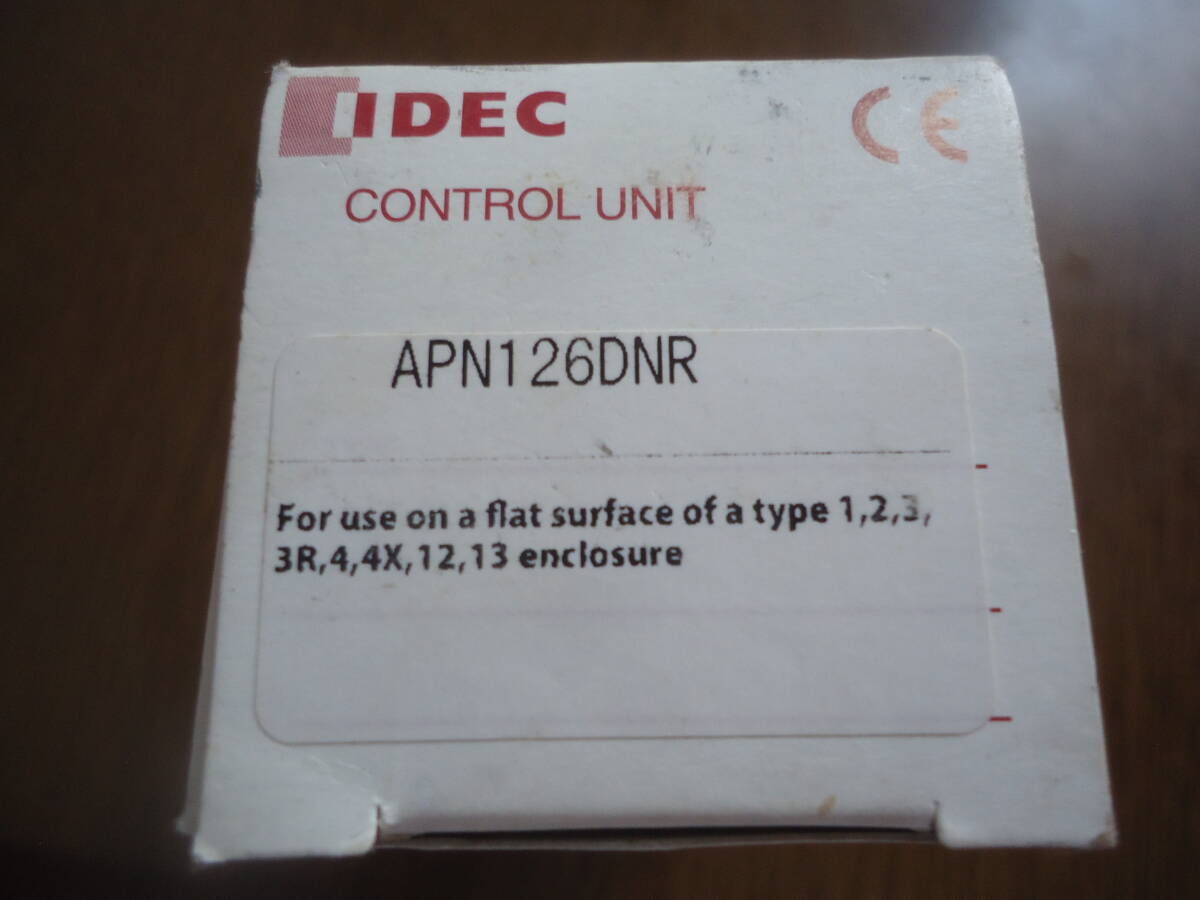 IDEC
CE
CONTROL UNIT
APN126DNR
For use on a flat surface of a type 1,2,3,
3R,4,4X,12,13 enclosure